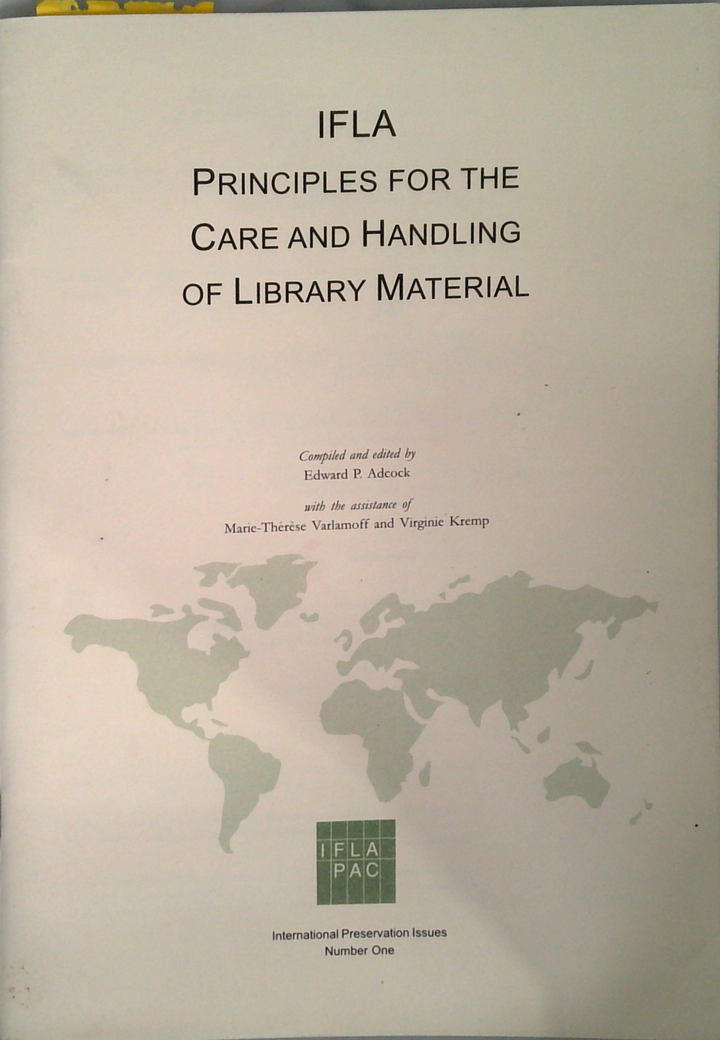 IFLA
PRINCIPLES FOR THE
CARE AND HANDLING
OF LIBRARY MATERIAL
Compiled and edited by
Edward P. Adcock
with the assistance of
Marie-Thérèse Varlamoff and Virginie Kremp
IFLA
PAC
International Preservation Issues
Number One